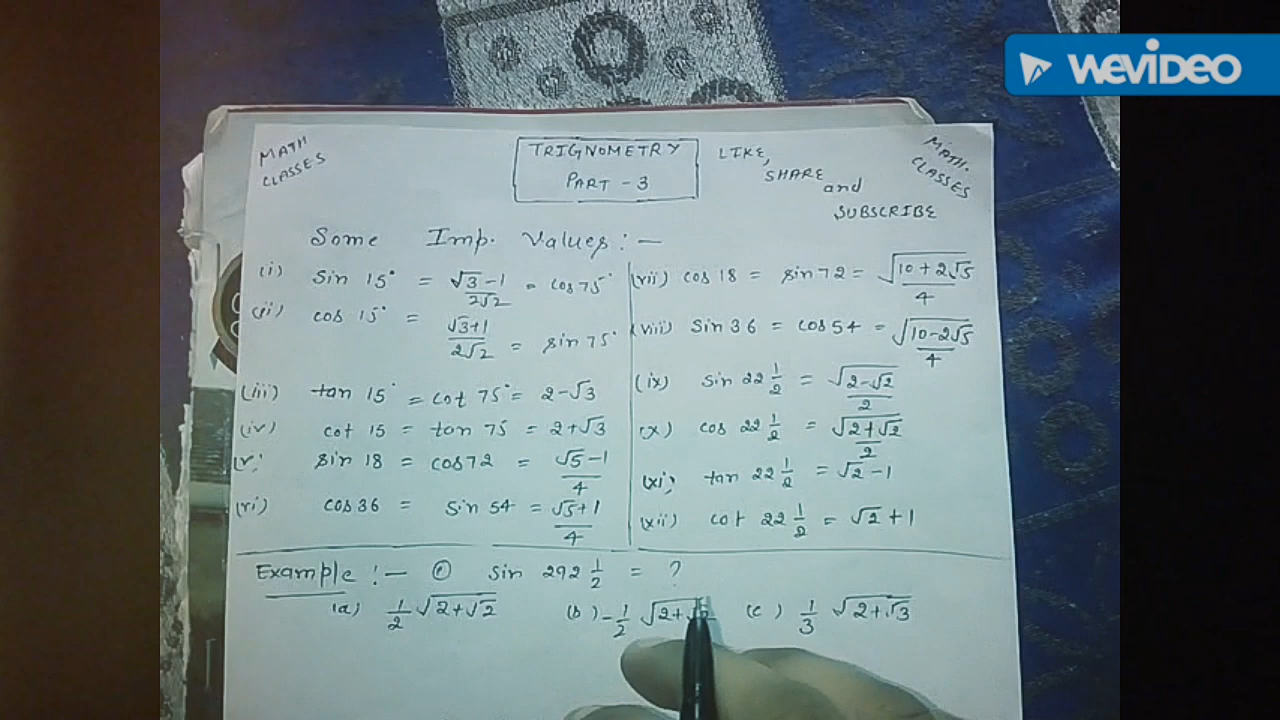 WEVIDEO
MATH
CLASSES
TRIGNOMETRY
PART - 3
LIKE,
SHARE
and
SUBSCRIBE
MATH.
CLASSES
Some Imp. Values :-
(i) sin 15° = √3-1/2√2 = cos 75°
(ii) cos 15° = √3+1/2√2 = sin 75°
(iii) tan 15° = cot 75° = 2-√3
(iv) cot 15 = tan 75 = 2+√3
(v) sin 18 = cos 72 = √5-1/4
(vi) cos 36 = sin 54 = √5+1/4
(vii) cos 18 = sin 72 = √10+2√5/4
(viii) sin 36 = cos 54 = √10-2√5/4
(ix) sin 22 1/2 = √2-√2/2
(x) cos 22 1/2 = √2+√2/2
(xi) tan 22 1/2 = √2-1
(xii) cot 22 1/2 = √2+1
Example :- ① sin 292 1/2 = ?
(a) 1/2 √2+√2 (b) -1/2 √2+ (c) 1/3 √2+√3